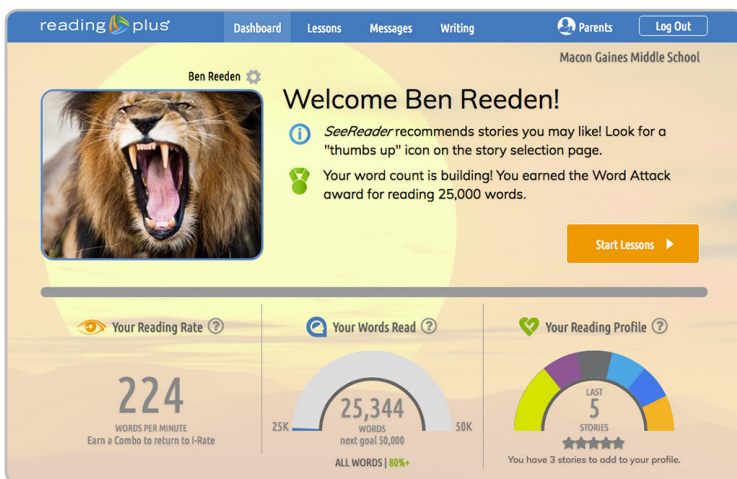 reading plus
Dashboard Lessons Messages Writing Parents Log Out
Macon Gaines Middle School
Ben Reeden
Welcome Ben Reeden!
SeeReader recommends stories you may like! Look for a
"thumbs up" icon on the story selection page.
Your word count is building! You earned the Word Attack
award for reading 25,000 words.
Start Lessons
Your Reading Rate ?
224
WORDS PER MINUTE
Earn a Combo to return to I-Rate
Your Words Read ?
25,344
25K WORDS 50K
next goal 50,000
ALL WORDS | 80%+
Your Reading Profile ?
LAST
5
STORIES
You have 3 stories to add to your profile.